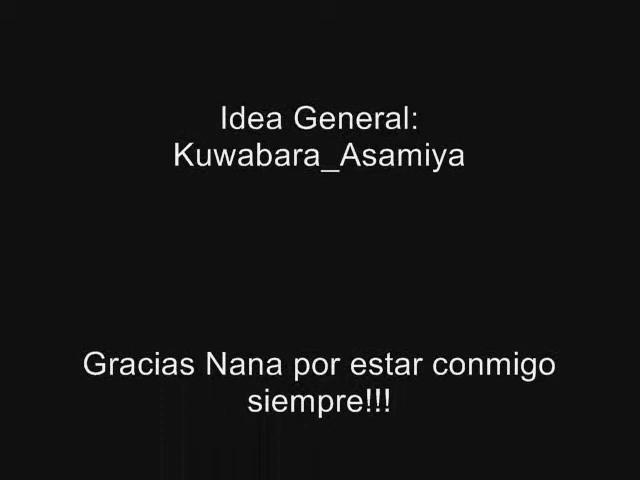 Idea General:
Kuwabara_Asamiya
Gracias Nana por estar conmigo
siempre!!!